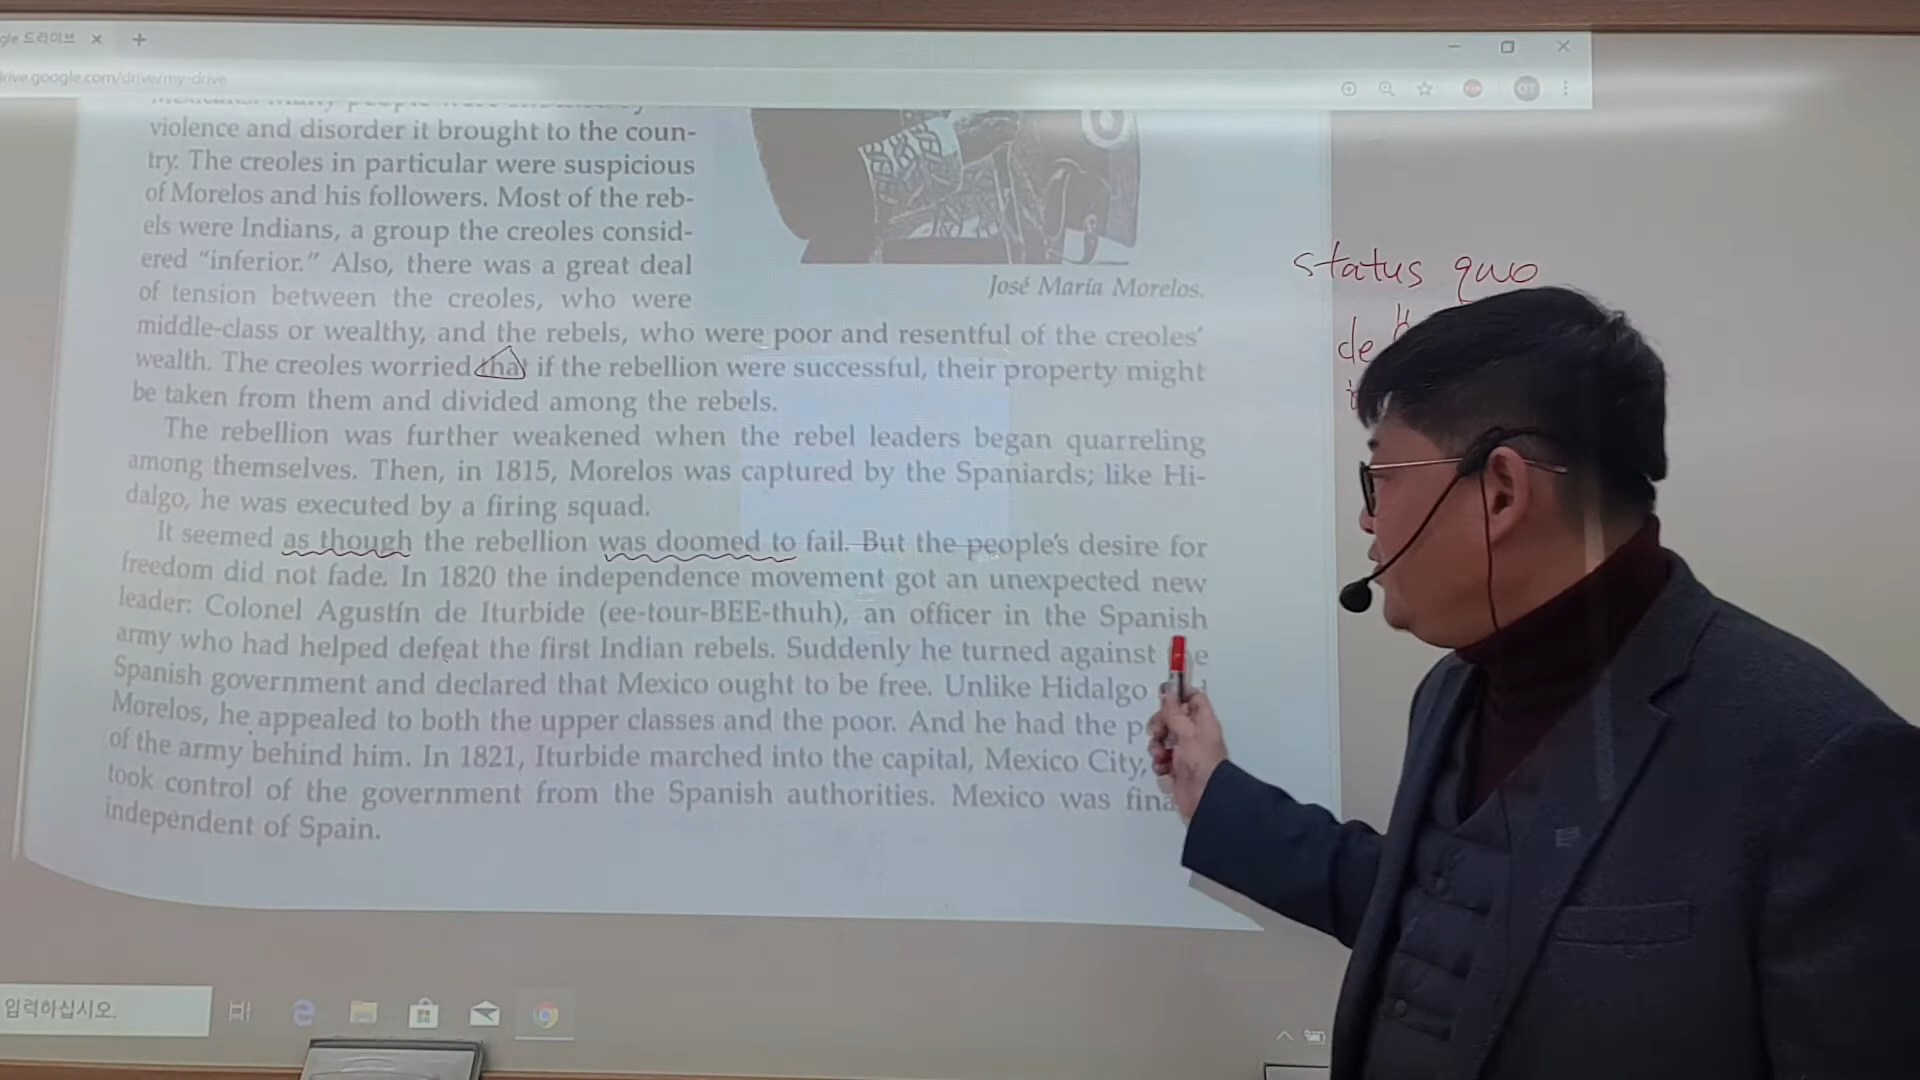 gle 드라이브
drive.google.com/drive/my-drive
violence and disorder it brought to the coun-
try. The creoles in particular were suspicious
of Morelos and his followers. Most of the reb-
els were Indians, a group the creoles consid-
ered “inferior.” Also, there was a great deal
of tension between the creoles, who were
José María Morelos.
middle-class or wealthy, and the rebels, who were poor and resentful of the creoles’
wealth. The creoles worried that if the rebellion were successful, their property might
be taken from them and divided among the rebels.
The rebellion was further weakened when the rebel leaders began quarreling
among themselves. Then, in 1815, Morelos was captured by the Spaniards; like Hi-
dalgo, he was executed by a firing squad.
It seemed as though the rebellion was doomed to fail. But the people’s desire for
freedom did not fade. In 1820 the independence movement got an unexpected new
leader: Colonel Agustín de Iturbide (ee-tour-BEE-thuh), an officer in the Spanish
army who had helped defeat the first Indian rebels. Suddenly he turned against the
Spanish government and declared that Mexico ought to be free. Unlike Hidalgo
Morelos, he appealed to both the upper classes and the poor. And he had the
of the army behind him. In 1821, Iturbide marched into the capital, Mexico City,
took control of the government from the Spanish authorities. Mexico was fina
independent of Spain.
status quo
de
입력하십시오.